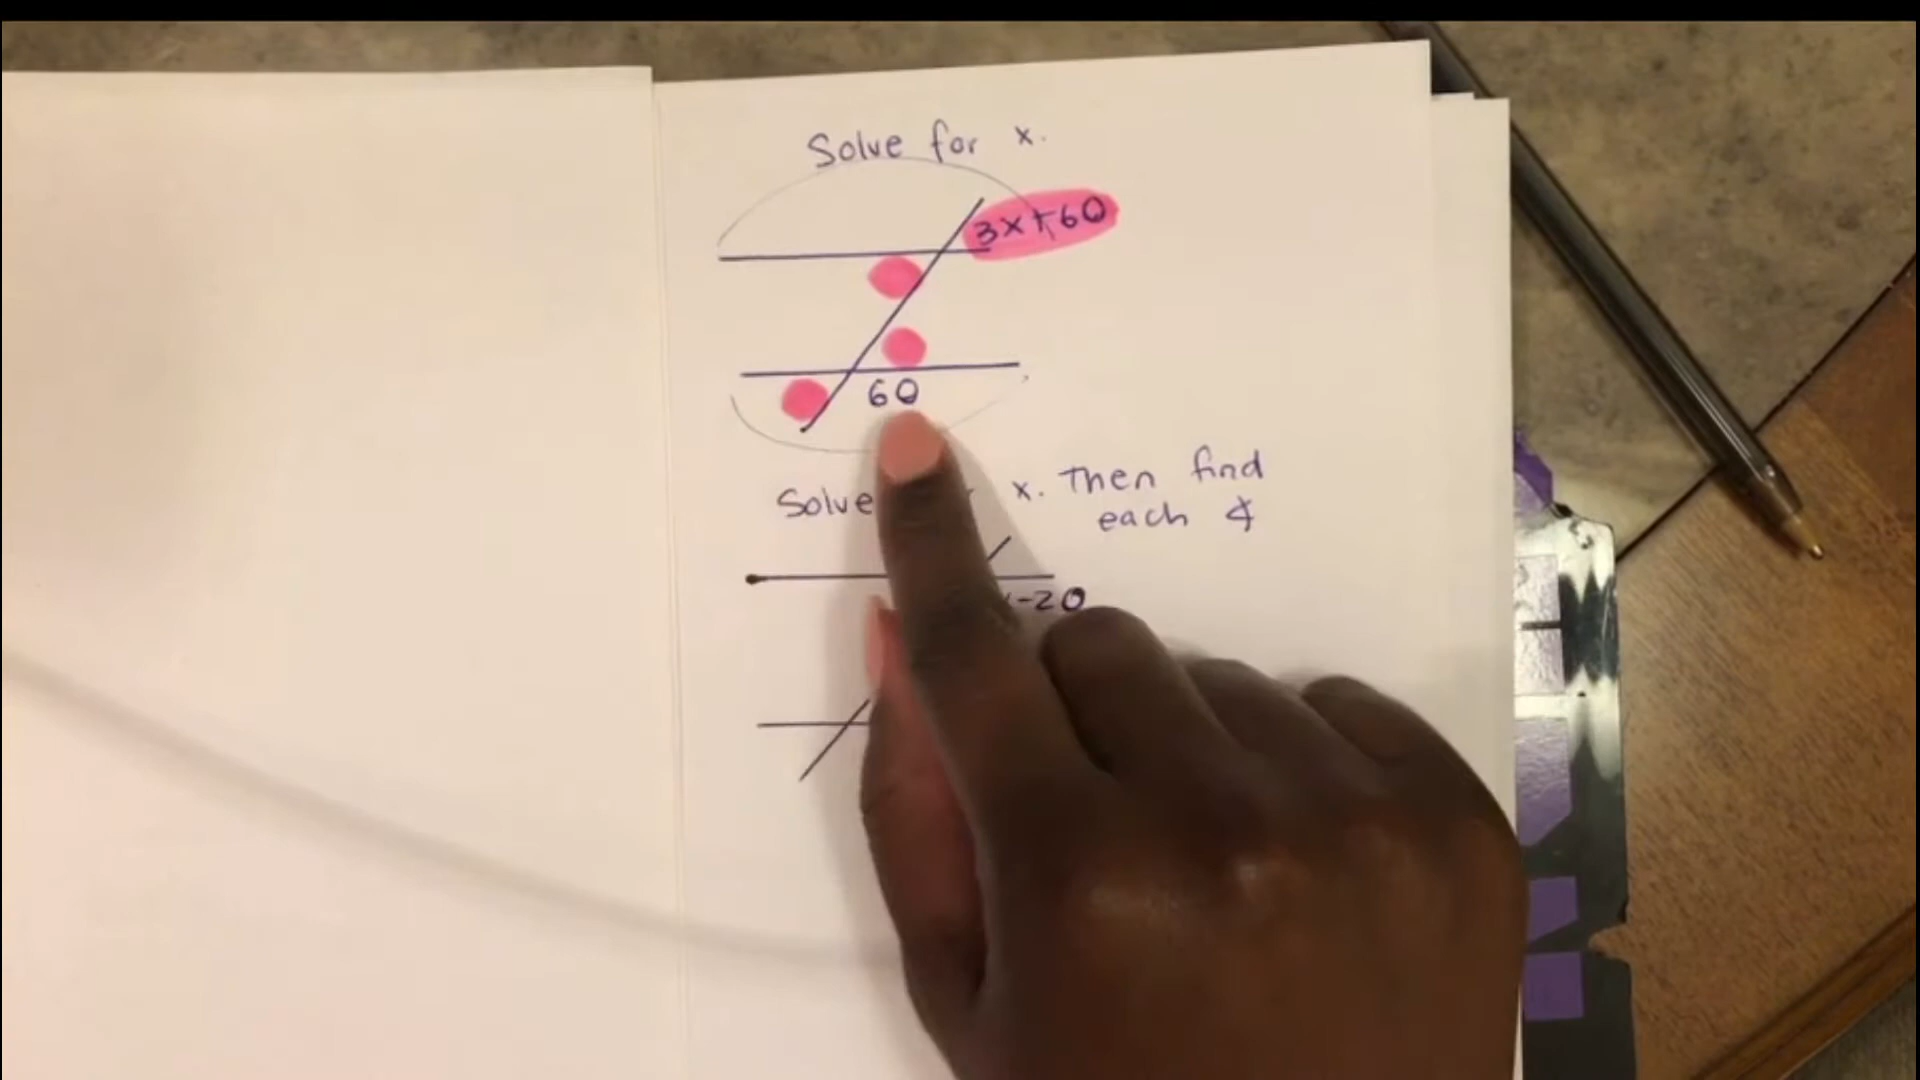 Solve for x.
3x+60
60
Solve x. Then find
each ∡
-20